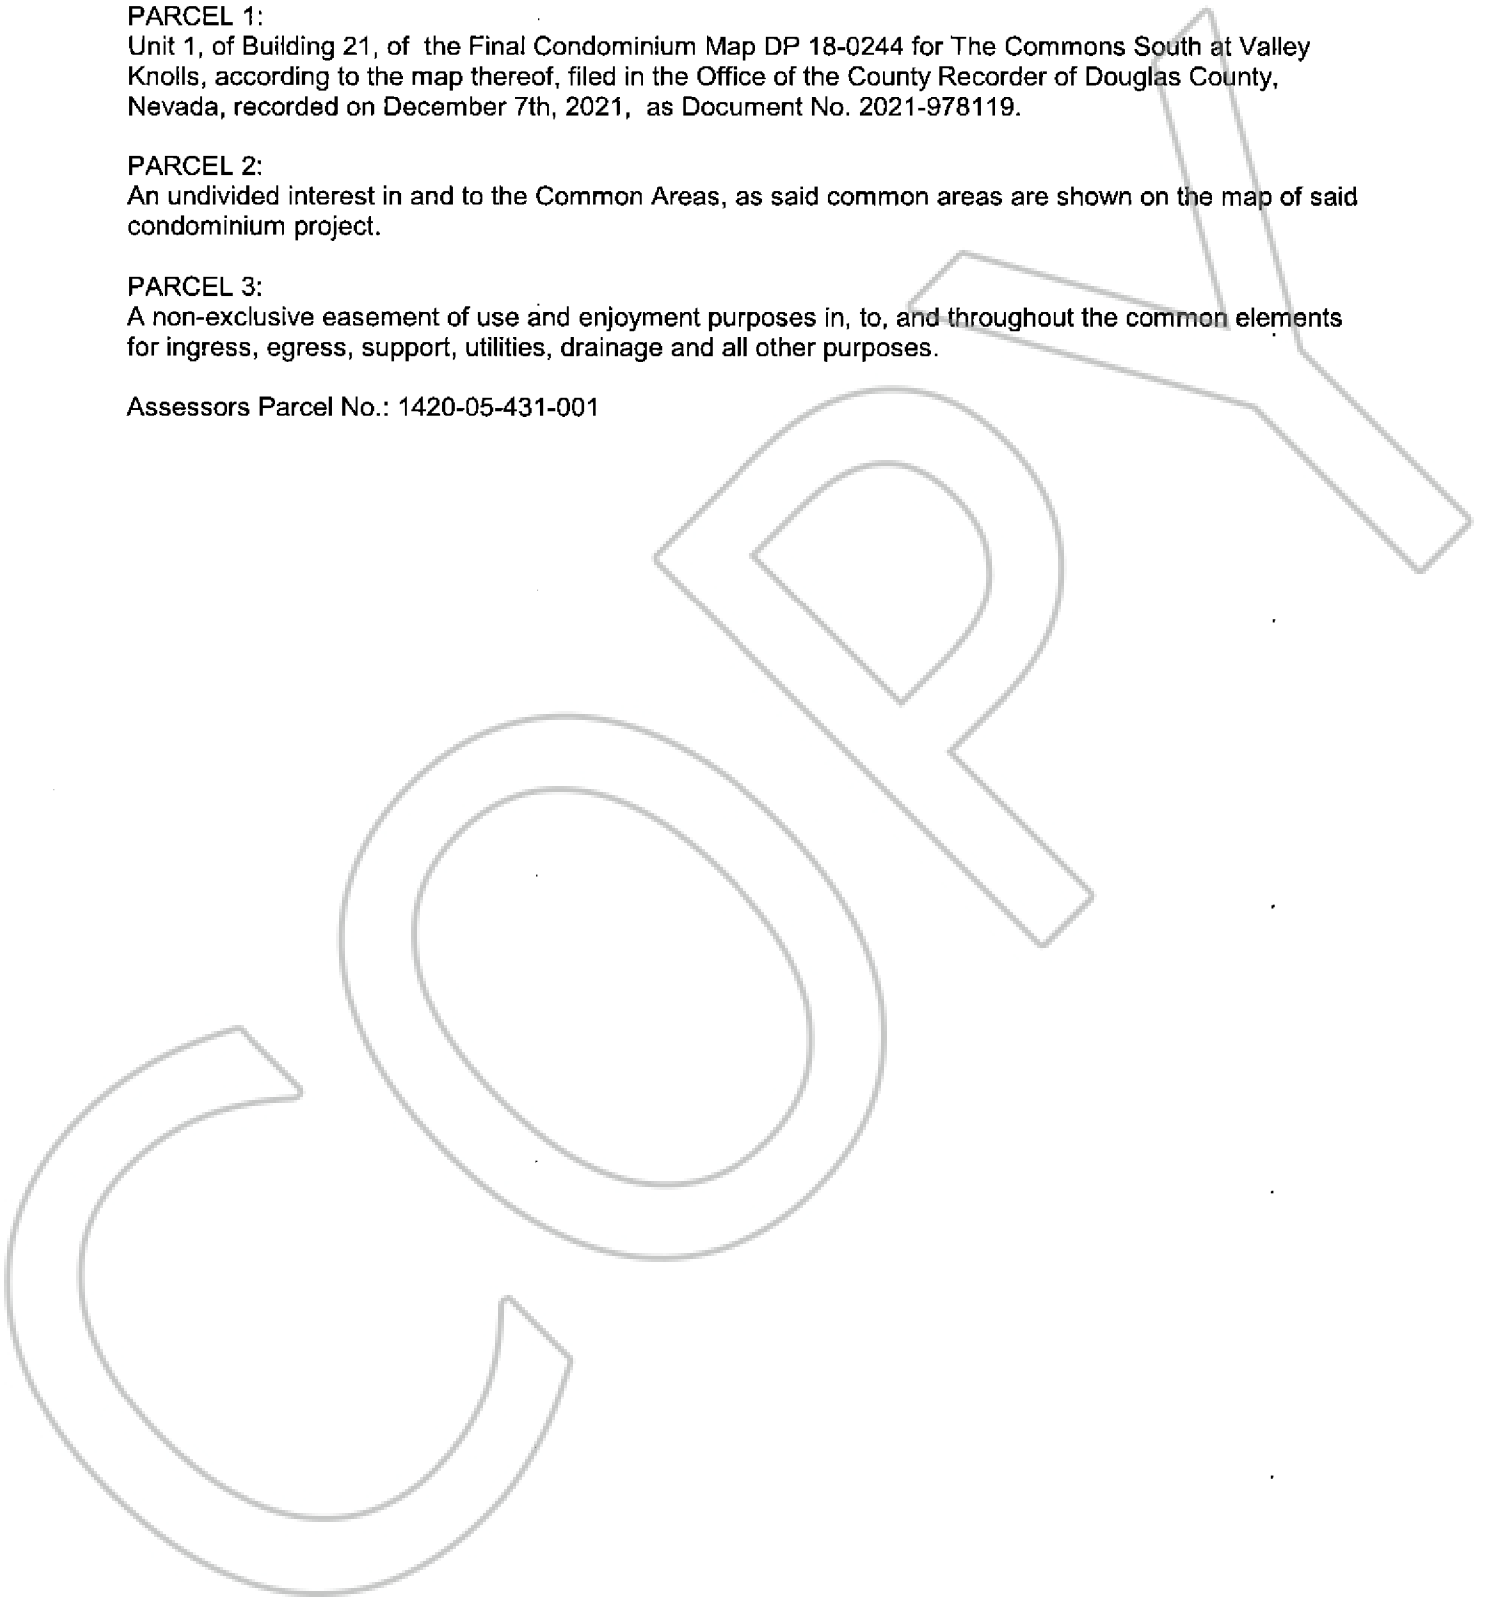 PARCEL 1:
Unit 1, of Building 21, of the Final Condominium Map DP 18-0244 for The Commons South at Valley
Knolls, according to the map thereof, filed in the Office of the County Recorder of Douglas County,
Nevada, recorded on December 7th, 2021, as Document No. 2021-978119.
PARCEL 2:
An undivided interest in and to the Common Areas, as said common areas are shown on the map of said
condominium project.
PARCEL 3:
A non-exclusive easement of use and enjoyment purposes in, to, and throughout the common elements
for ingress, egress, support, utilities, drainage and all other purposes.
Assessors Parcel No.: 1420-05-431-001
COPY